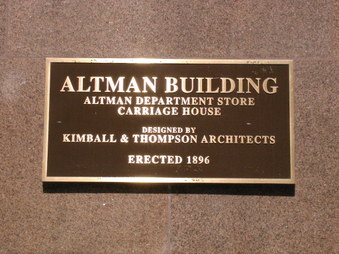 ALTMAN BUILDING
ALTMAN DEPARTMENT STORE
CARRIAGE HOUSE
DESIGNED BY
KIMBALL & THOMPSON ARCHITECTS
ERECTED 1896